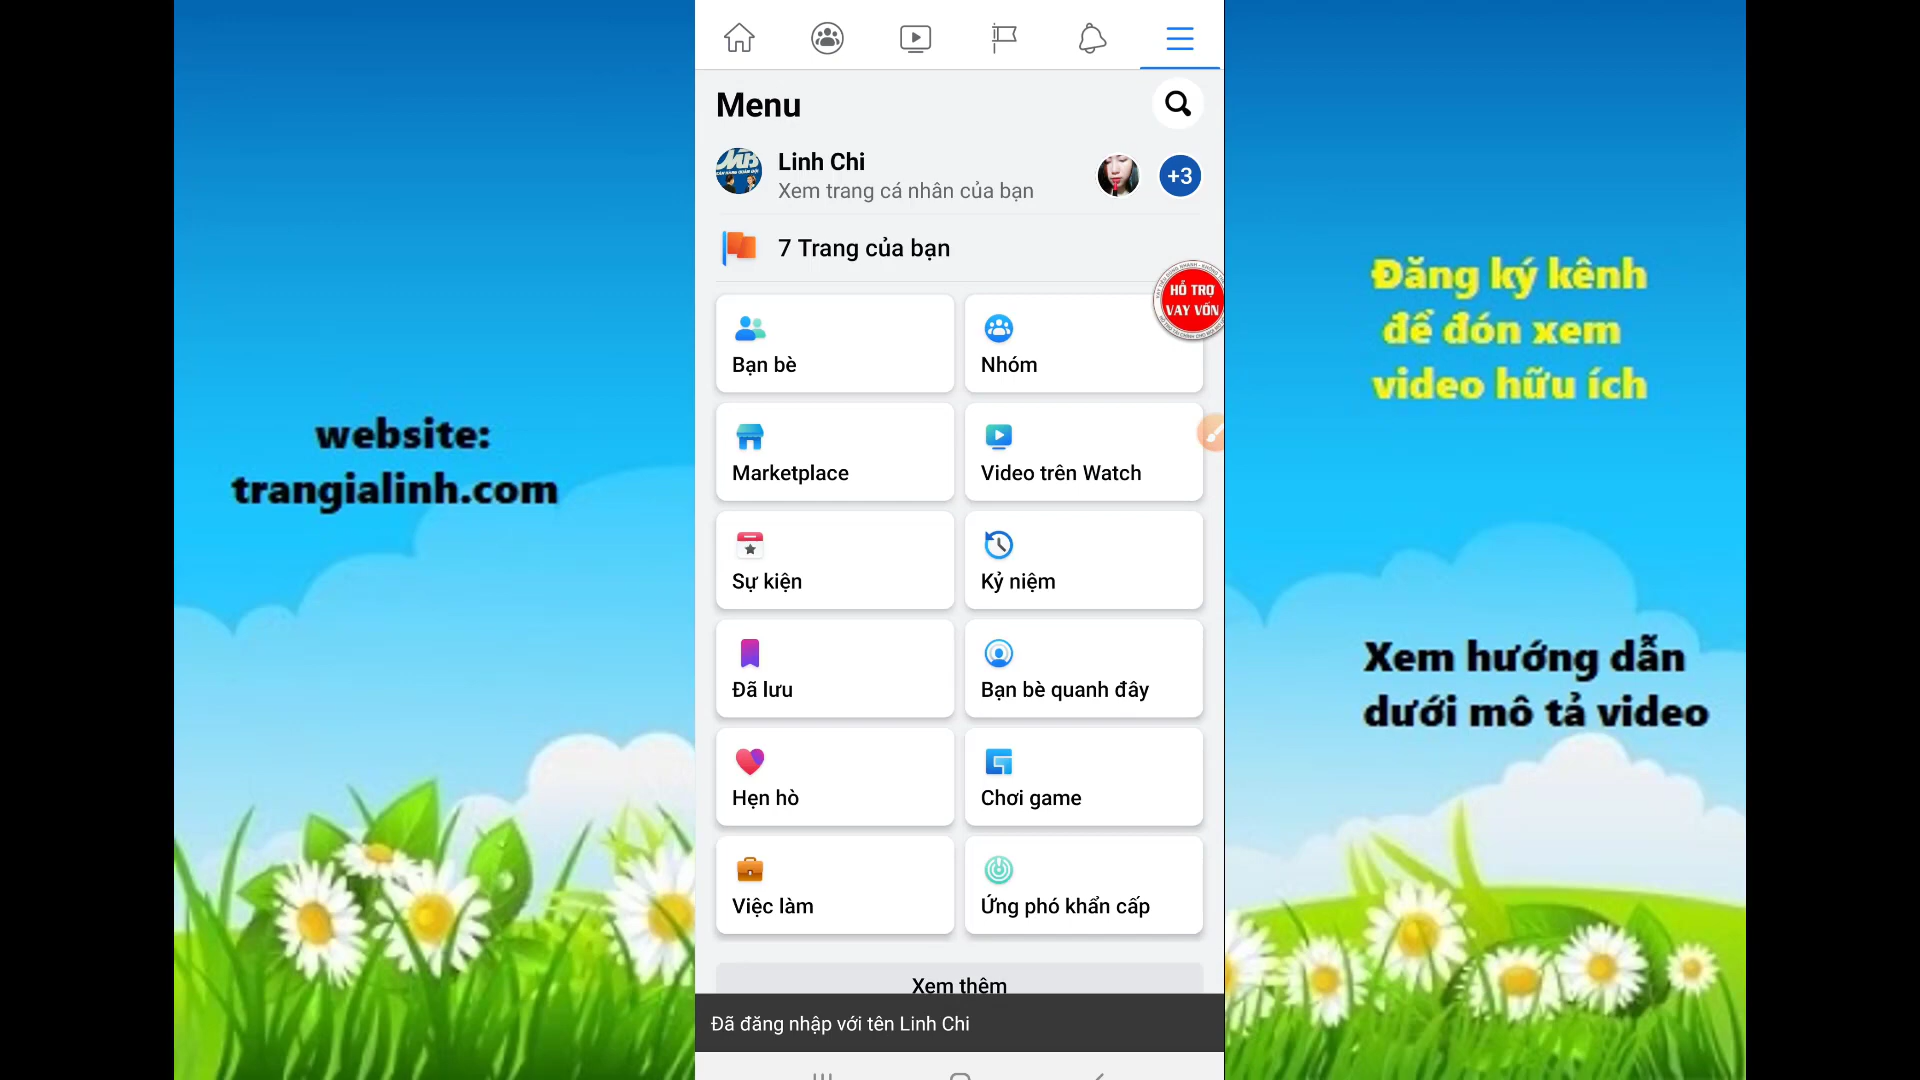 Menu
Linh Chi
Xem trang cá nhân của bạn
+3
7 Trang của bạn
HỖ TRỢ
VAY VỐN
Bạn bè
Nhóm
Marketplace
Video trên Watch
Sự kiện
Kỷ niệm
Đã lưu
Bạn bè quanh đây
Hẹn hò
Chơi game
Việc làm
Ứng phó khẩn cấp
Xem thêm
Đã đăng nhập với tên Linh Chi
website:
trangialinh.com
Đăng ký kênh
để đón xem
video hữu ích
Xem hướng dẫn
dưới mô tả video